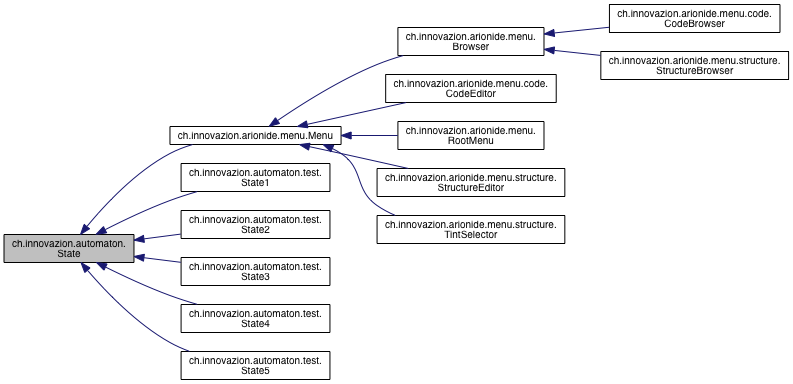 ch.innovazion.automaton.
State
ch.innovazion.arionide.menu.Menu
ch.innovazion.automaton.test.
State1
ch.innovazion.automaton.test.
State2
ch.innovazion.automaton.test.
State3
ch.innovazion.automaton.test.
State4
ch.innovazion.automaton.test.
State5
ch.innovazion.arionide.menu.
Browser
ch.innovazion.arionide.menu.code.
CodeEditor
ch.innovazion.arionide.menu.
RootMenu
ch.innovazion.arionide.menu.structure.
StructureEditor
ch.innovazion.arionide.menu.structure.
TintSelector
ch.innovazion.arionide.menu.code.
CodeBrowser
ch.innovazion.arionide.menu.structure.
StructureBrowser